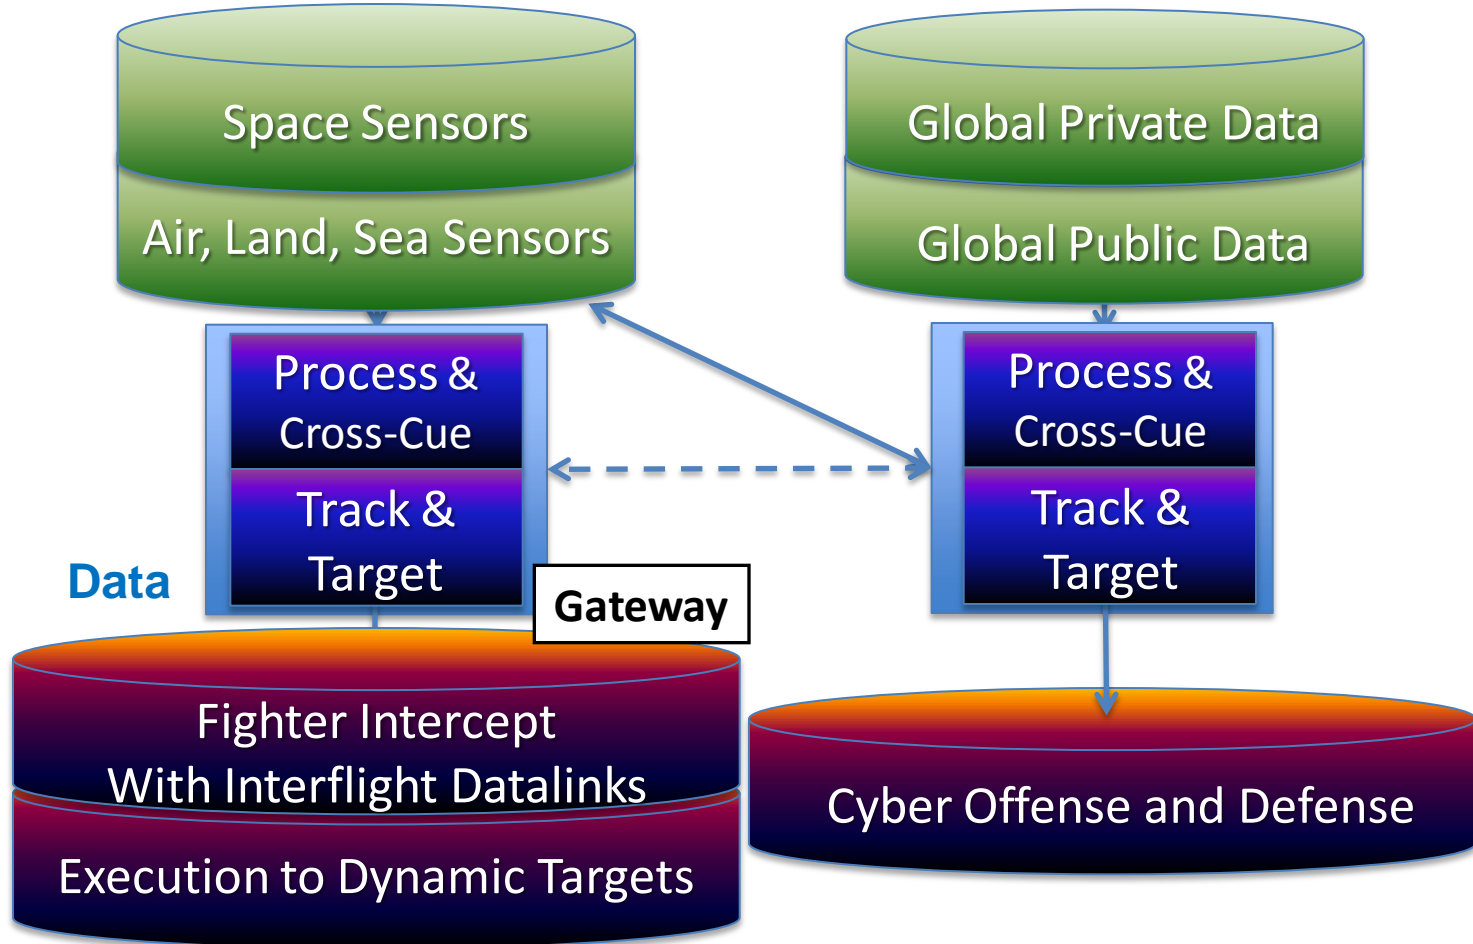 Space Sensors
Air, Land, Sea Sensors
Global Private Data
Global Public Data
Process &
Cross-Cue
Track &
Target
Process &
Cross-Cue
Track &
Target
Data
Gateway
Fighter Intercept
With Interflight Datalinks
Execution to Dynamic Targets
Cyber Offense and Defense